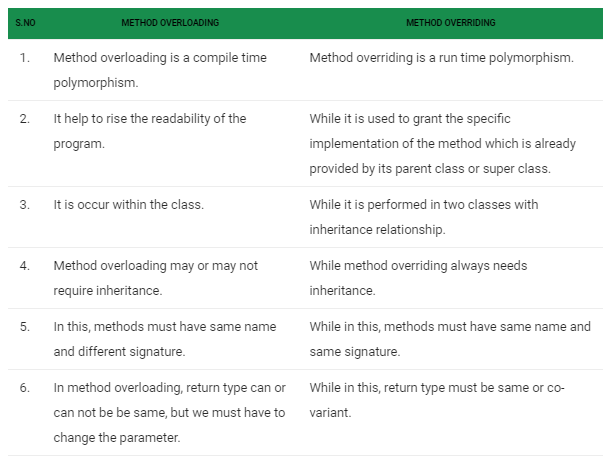 S.NO METHOD OVERLOADING METHOD OVERRIDING
1. Method overloading is a compile time
polymorphism.
Method overriding is a run time polymorphism.
2. It help to rise the readability of the
program.
While it is used to grant the specific
implementation of the method which is already
provided by its parent class or super class.
3. It is occur within the class.
While it is performed in two classes with
inheritance relationship.
4. Method overloading may or may not
require inheritance.
While method overriding always needs
inheritance.
5. In this, methods must have same name
and different signature.
While in this, methods must have same name and
same signature.
6. In method overloading, return type can or
can not be be same, but we must have to
change the parameter.
While in this, return type must be same or co-
variant.